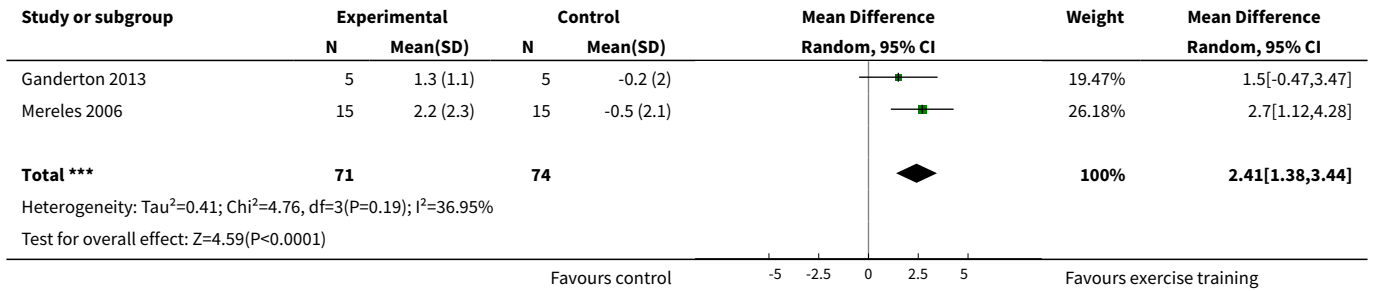 Study or subgroup Experimental Control Mean Difference Weight Mean Difference
N Mean(SD) N Mean(SD) Random, 95% CI Random, 95% CI
Ganderton 2013 5 1.3 (1.1) 5 -0.2 (2) 19.47% 1.5[-0.47,3.47]
Mereles 2006 15 2.2 (2.3) 15 -0.5 (2.1) 26.18% 2.7[1.12,4.28]
Total *** 71 74 100% 2.41[1.38,3.44]
Heterogeneity: Tau²=0.41; Chi²=4.76, df=3(P=0.19); I²=36.95%
Test for overall effect: Z=4.59(P<0.0001)
Favours control -5 -2.5 0 2.5 5 Favours exercise training